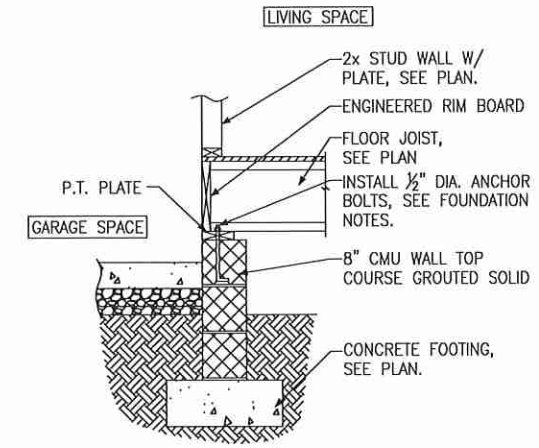 LIVING SPACE
2x STUD WALL W/
PLATE, SEE PLAN.
ENGINEERED RIM BOARD
FLOOR JOIST,
SEE PLAN
INSTALL ½" DIA. ANCHOR
BOLTS, SEE FOUNDATION
NOTES.
P.T. PLATE
GARAGE SPACE
8" CMU WALL TOP
COURSE GROUTED SOLID
CONCRETE FOOTING,
SEE PLAN.